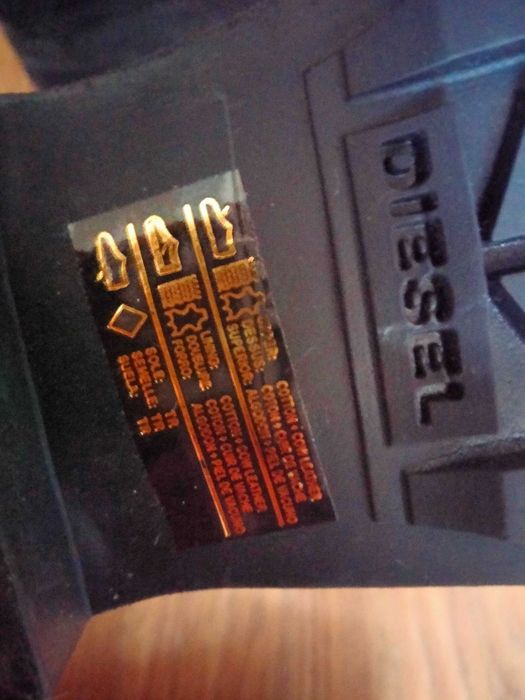 DIESEL
UPPER: COTTON + COW LEATHER
DESSUS: COTON + CUIR DE VACHE
SUPERIOR: ALGODON + PIEL DE VACUNO
LINING: COTTON + COW LEATHER
DOUBLURE: COTON + CUIR DE VACHE
FORRO: ALGODON + PIEL DE VACUNO
SOLE: TR
SEMELLE: TR
SUELA: TR